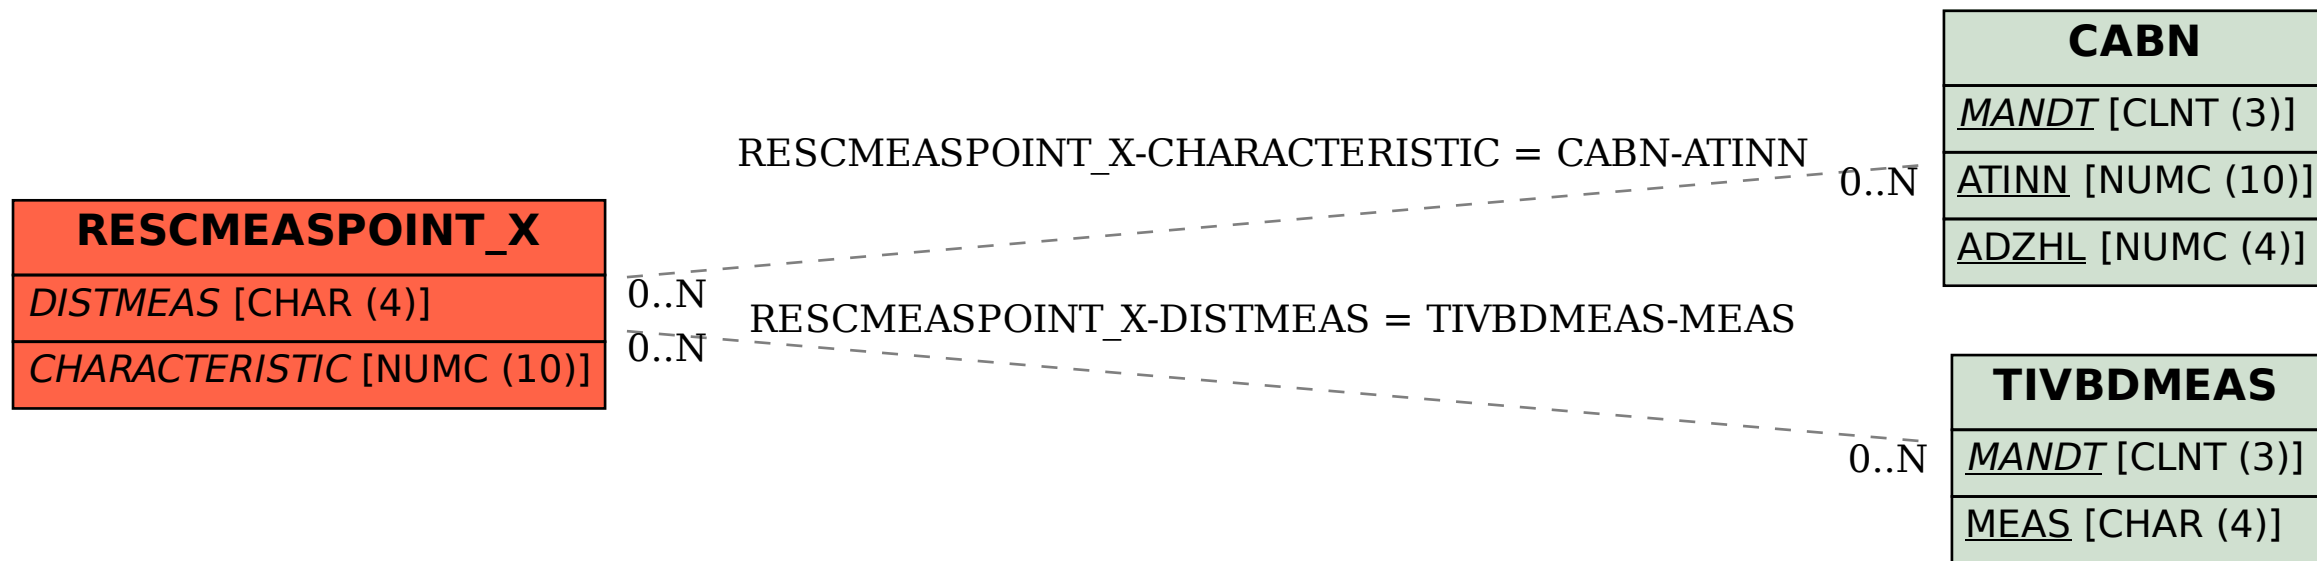 RESCMEASPOINT_X
DISTMEAS [CHAR (4)]
CHARACTERISTIC [NUMC (10)]
RESCMEASPOINT_X-CHARACTERISTIC = CABN-ATINN
0..N
0..N
RESCMEASPOINT_X-DISTMEAS = TIVBDMEAS-MEAS
0..N
0..N
CABN
MANDT [CLNT (3)]
ATINN [NUMC (10)]
ADZHL [NUMC (4)]
TIVBDMEAS
MANDT [CLNT (3)]
MEAS [CHAR (4)]